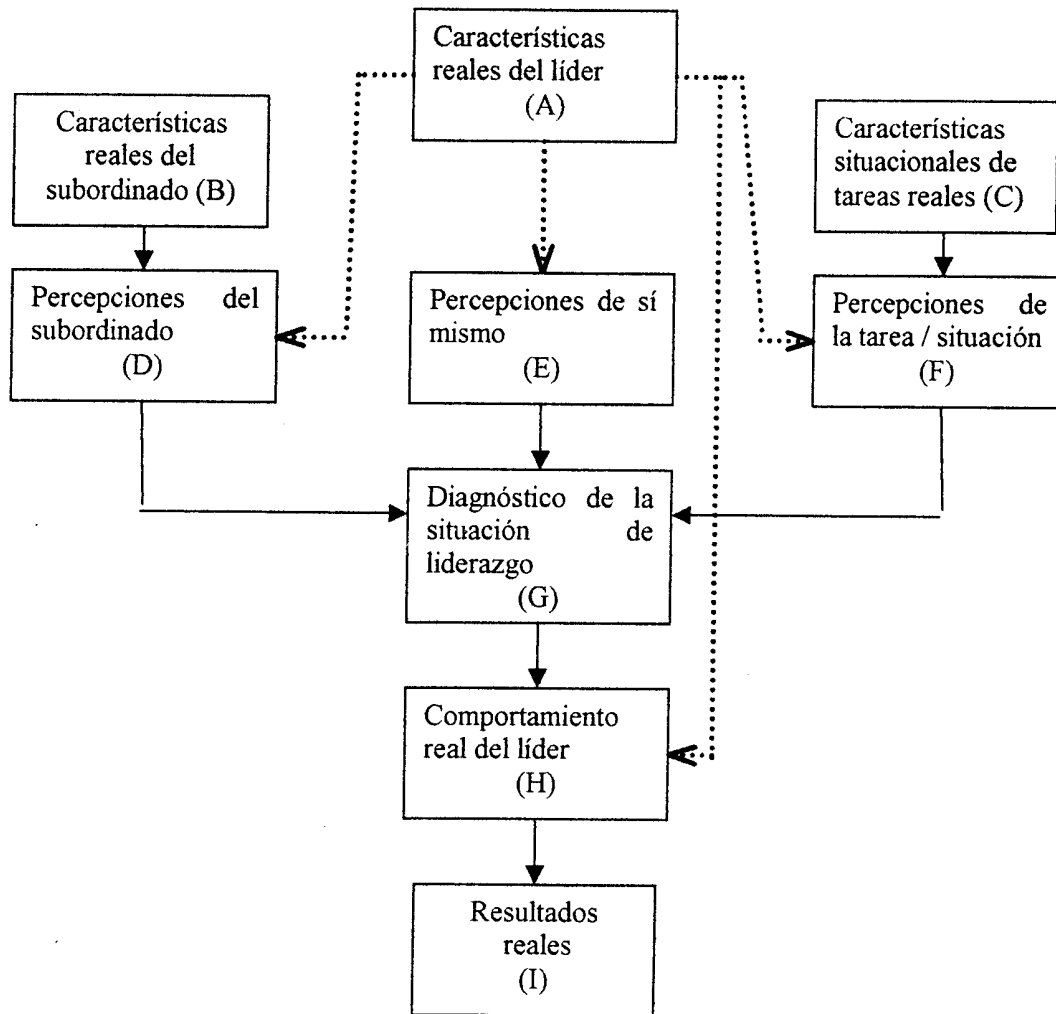 Características
reales del líder
(A)
Características
reales del
subordinado (B)
Características
situacionales de
tareas reales (C)
Percepciones del
subordinado
(D)
Percepciones de sí
mismo
(E)
Percepciones de
la tarea / situación
(F)
Diagnóstico de la
situación de
liderazgo
(G)
Comportamiento
real del líder
(H)
Resultados
reales
(I)